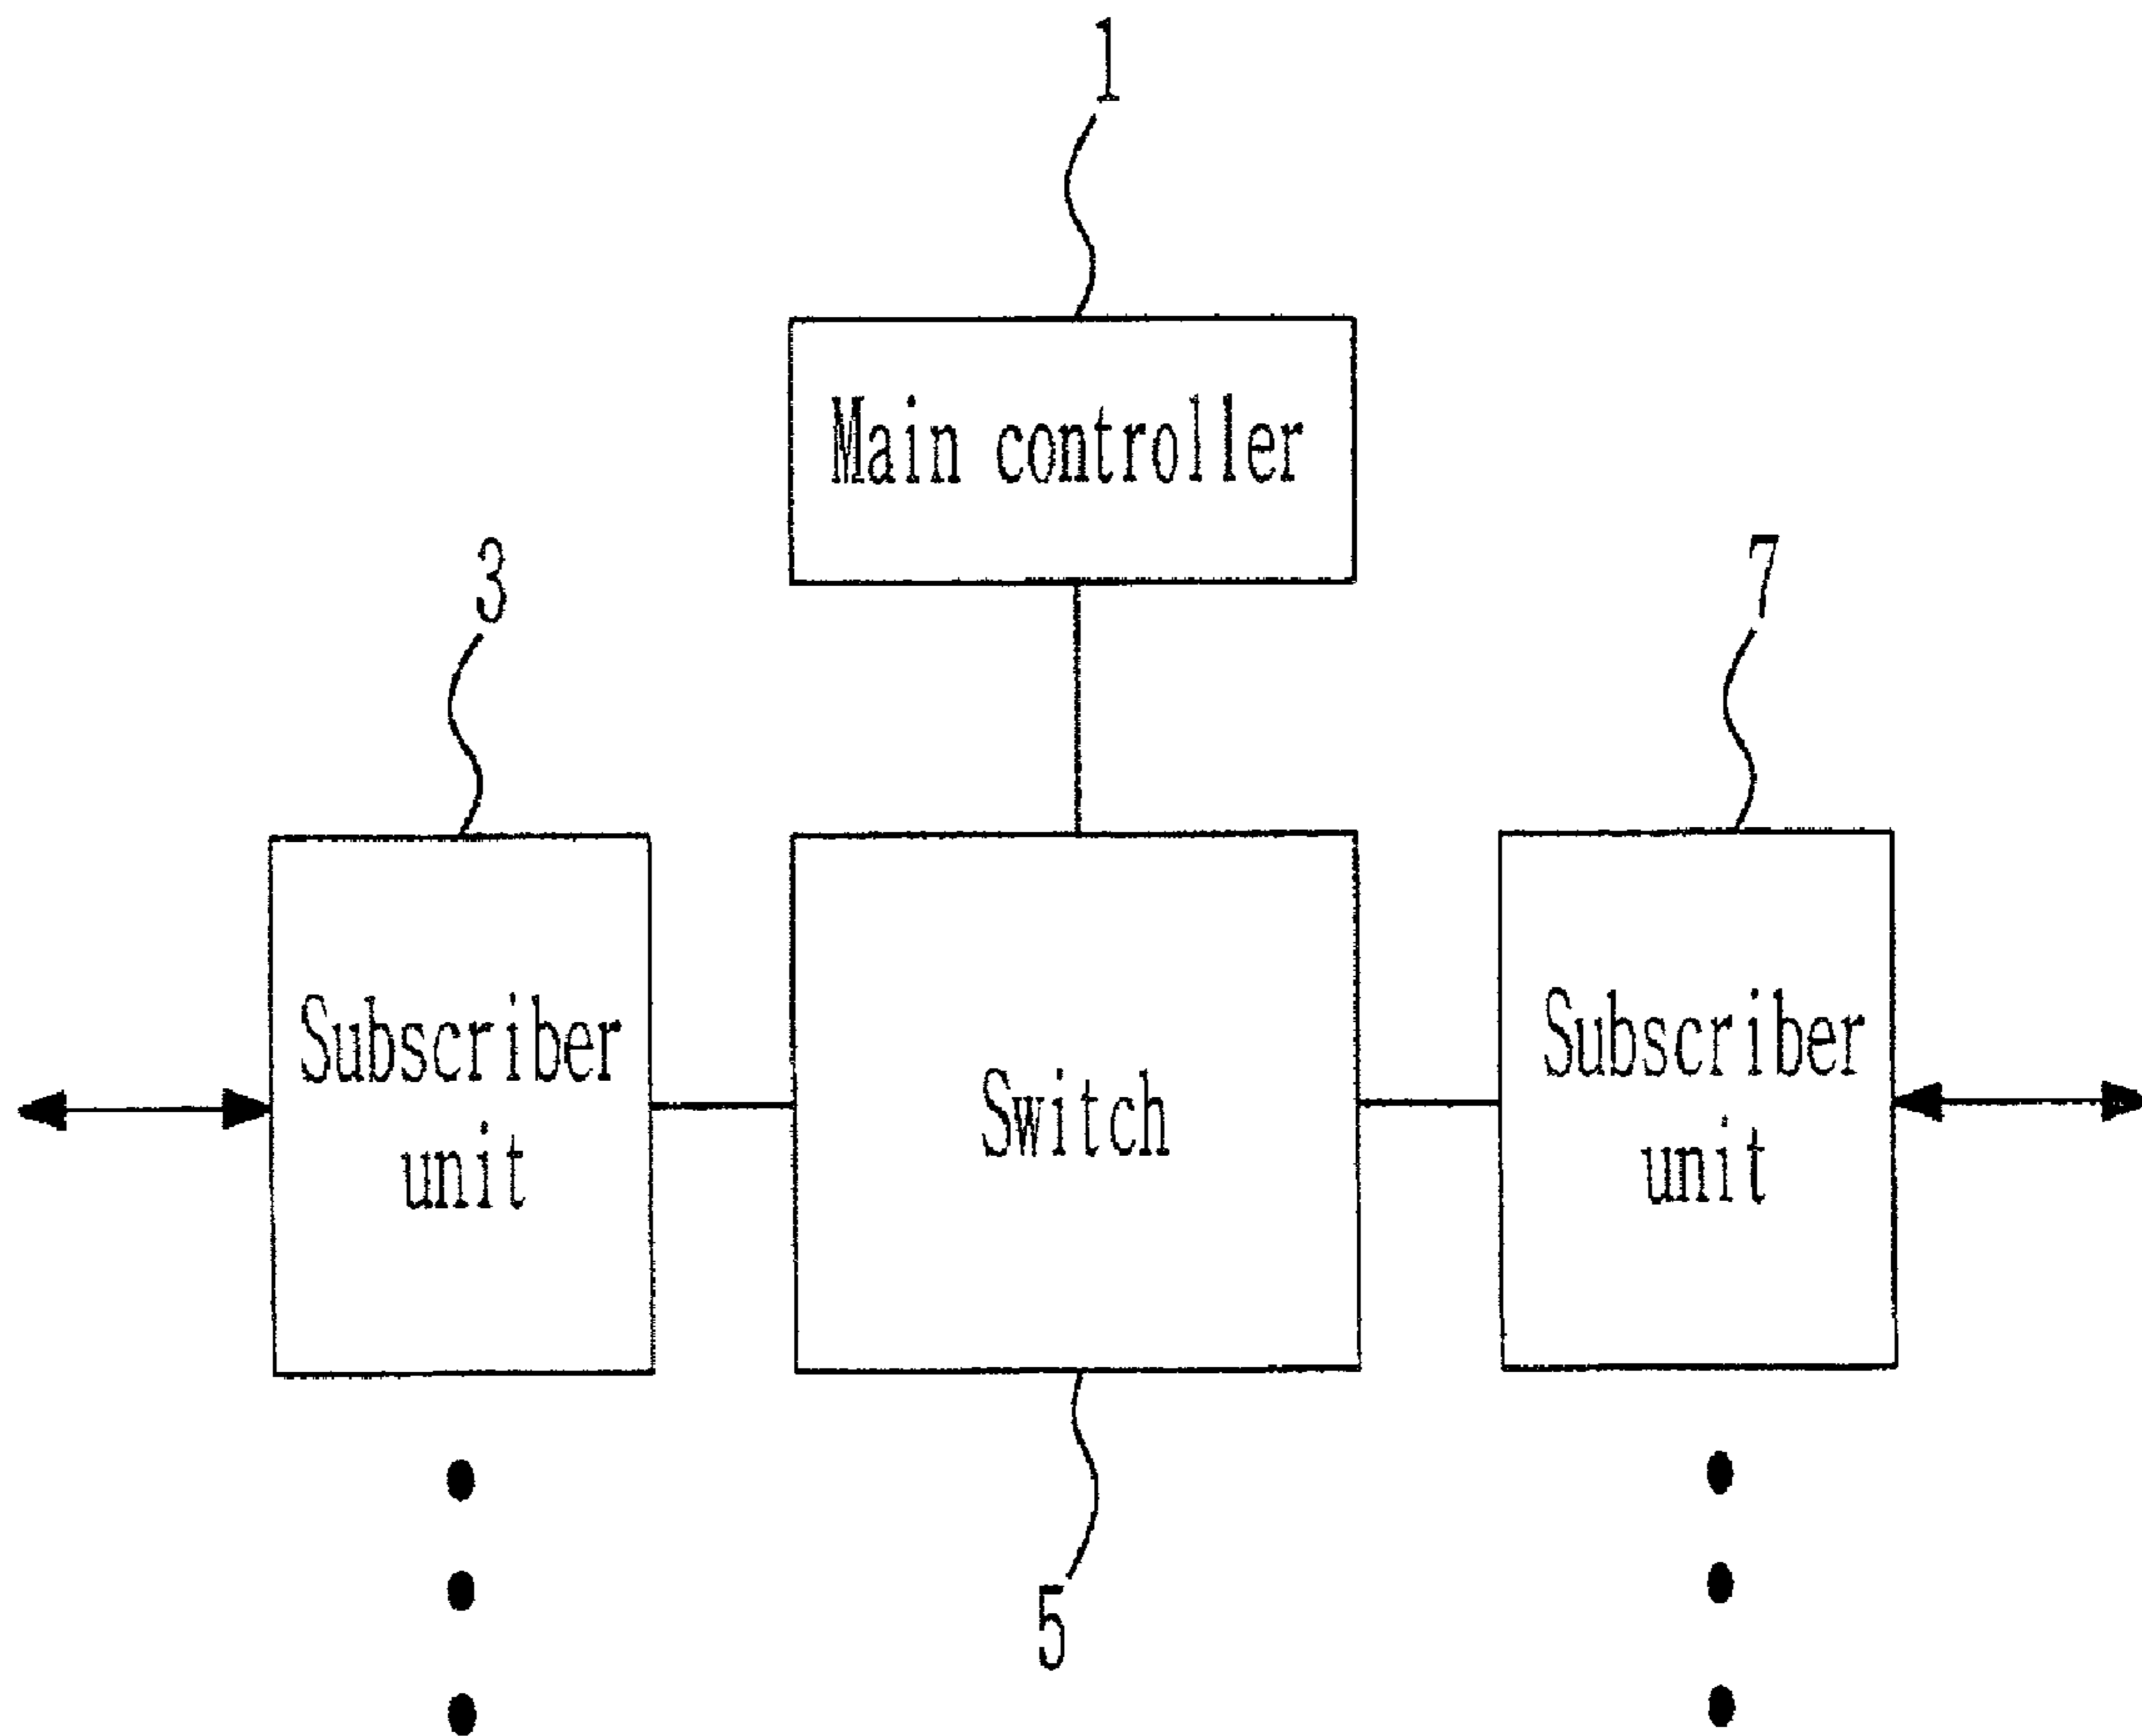 1
Main controller
3
7
Subscriber
unit
Switch
Subscriber
unit
5